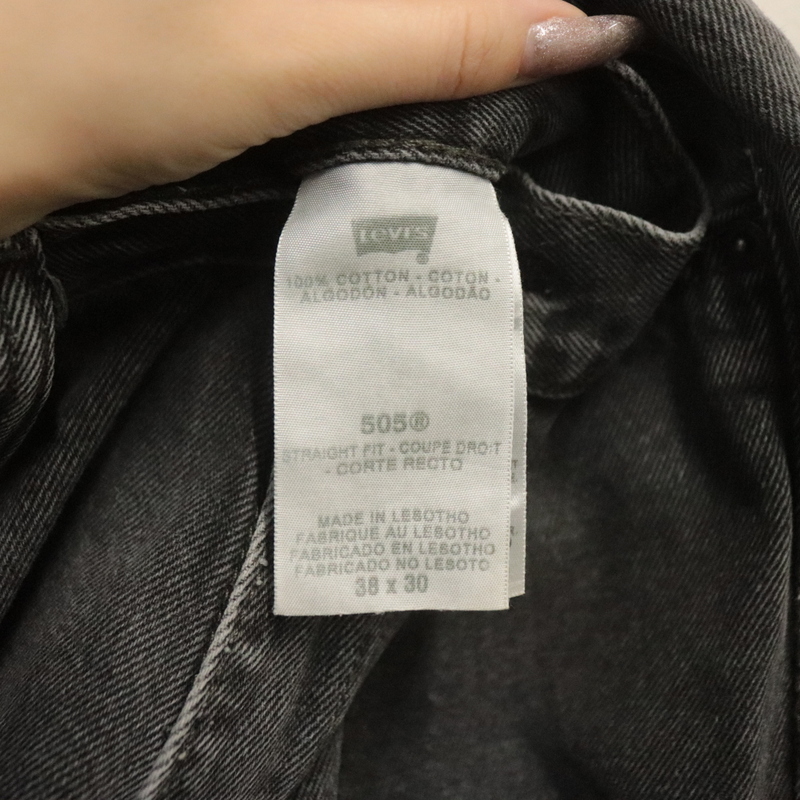 Levi's®
100% COTTON - COTON -
ALGODÓN - ALGODÃO
505®
STRAIGHT FIT - COUPE DROIT
- CORTE RECTO
MADE IN LESOTHO
FABRIQUE AU LESOTHO
FABRICADO EN LESOTHO
FABRICADO NO LESOTO
38 x 30